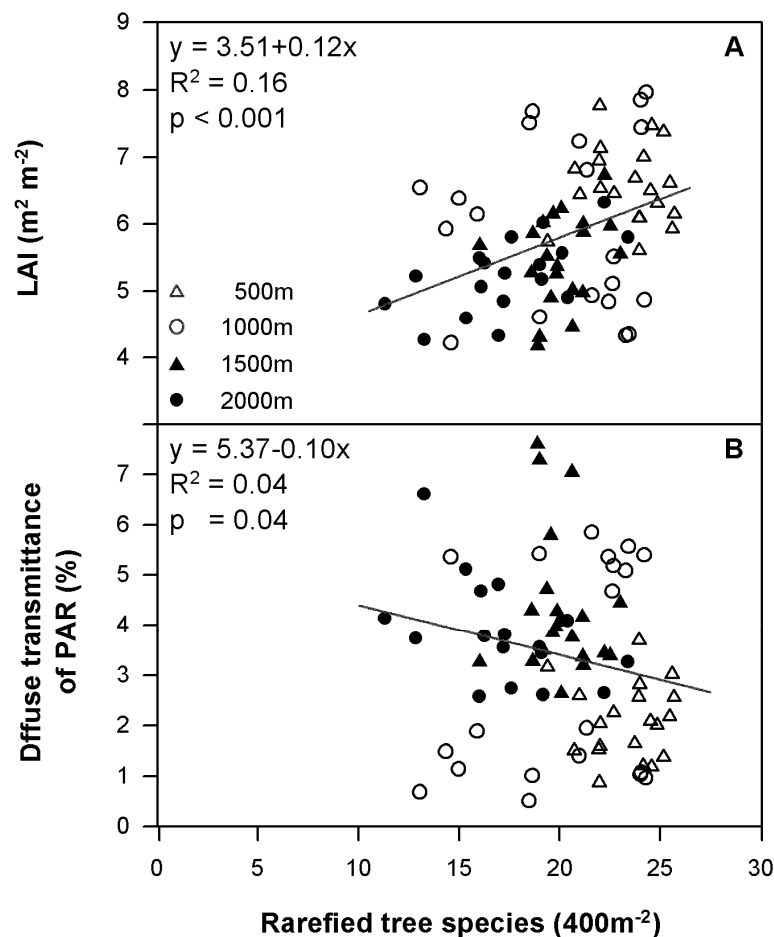 9
8
7
6
5
4
LAI (m² m⁻²)
y = 3.51+0.12x
R² = 0.16
p < 0.001
A
500m
1000m
1500m
2000m
7
6
5
4
3
2
1
0
Dffuse transmittance
of PAR (%)
y = 5.37-0.10x
R² = 0.04
p = 0.04
B
0 5 10 15 20 25 30
Rarefied tree species (400m⁻²)